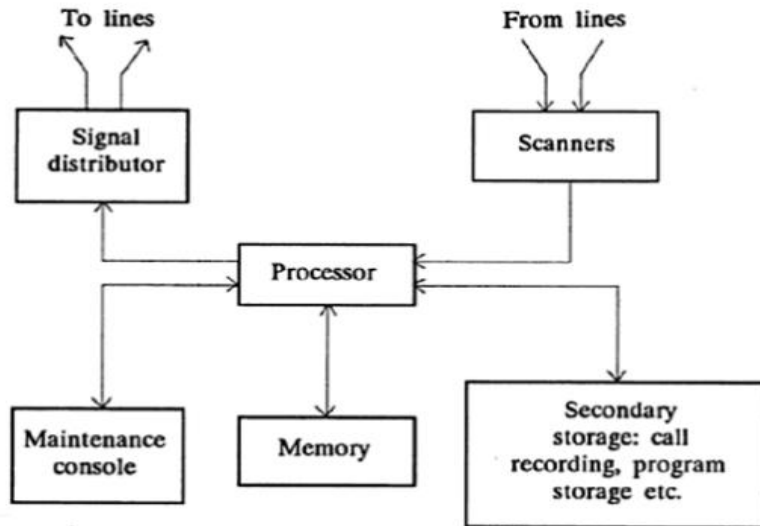 To lines
From lines
Signal
distributor
Scanners
Processor
Maintenance
console
Memory
Secondary
storage: call
recording, program
storage etc.